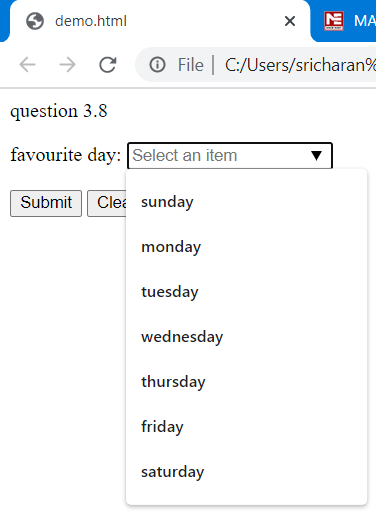 demo.html
MA
File | C:/Users/sricharan%
question 3.8
favourite day: Select an item
Submit Clea
sunday
monday
tuesday
wednesday
thursday
friday
saturday